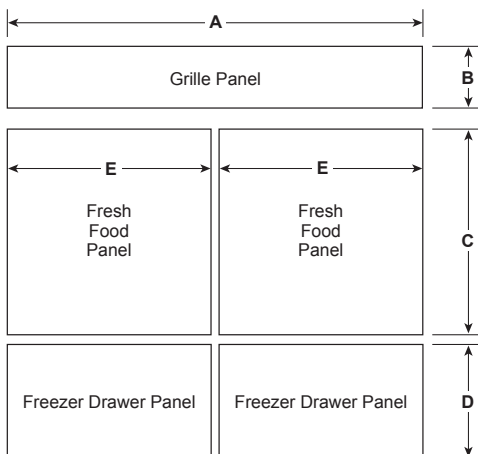 A
Grille Panel
B
E
E
Fresh
Food
Panel
Fresh
Food
Panel
C
Freezer Drawer Panel
Freezer Drawer Panel
D